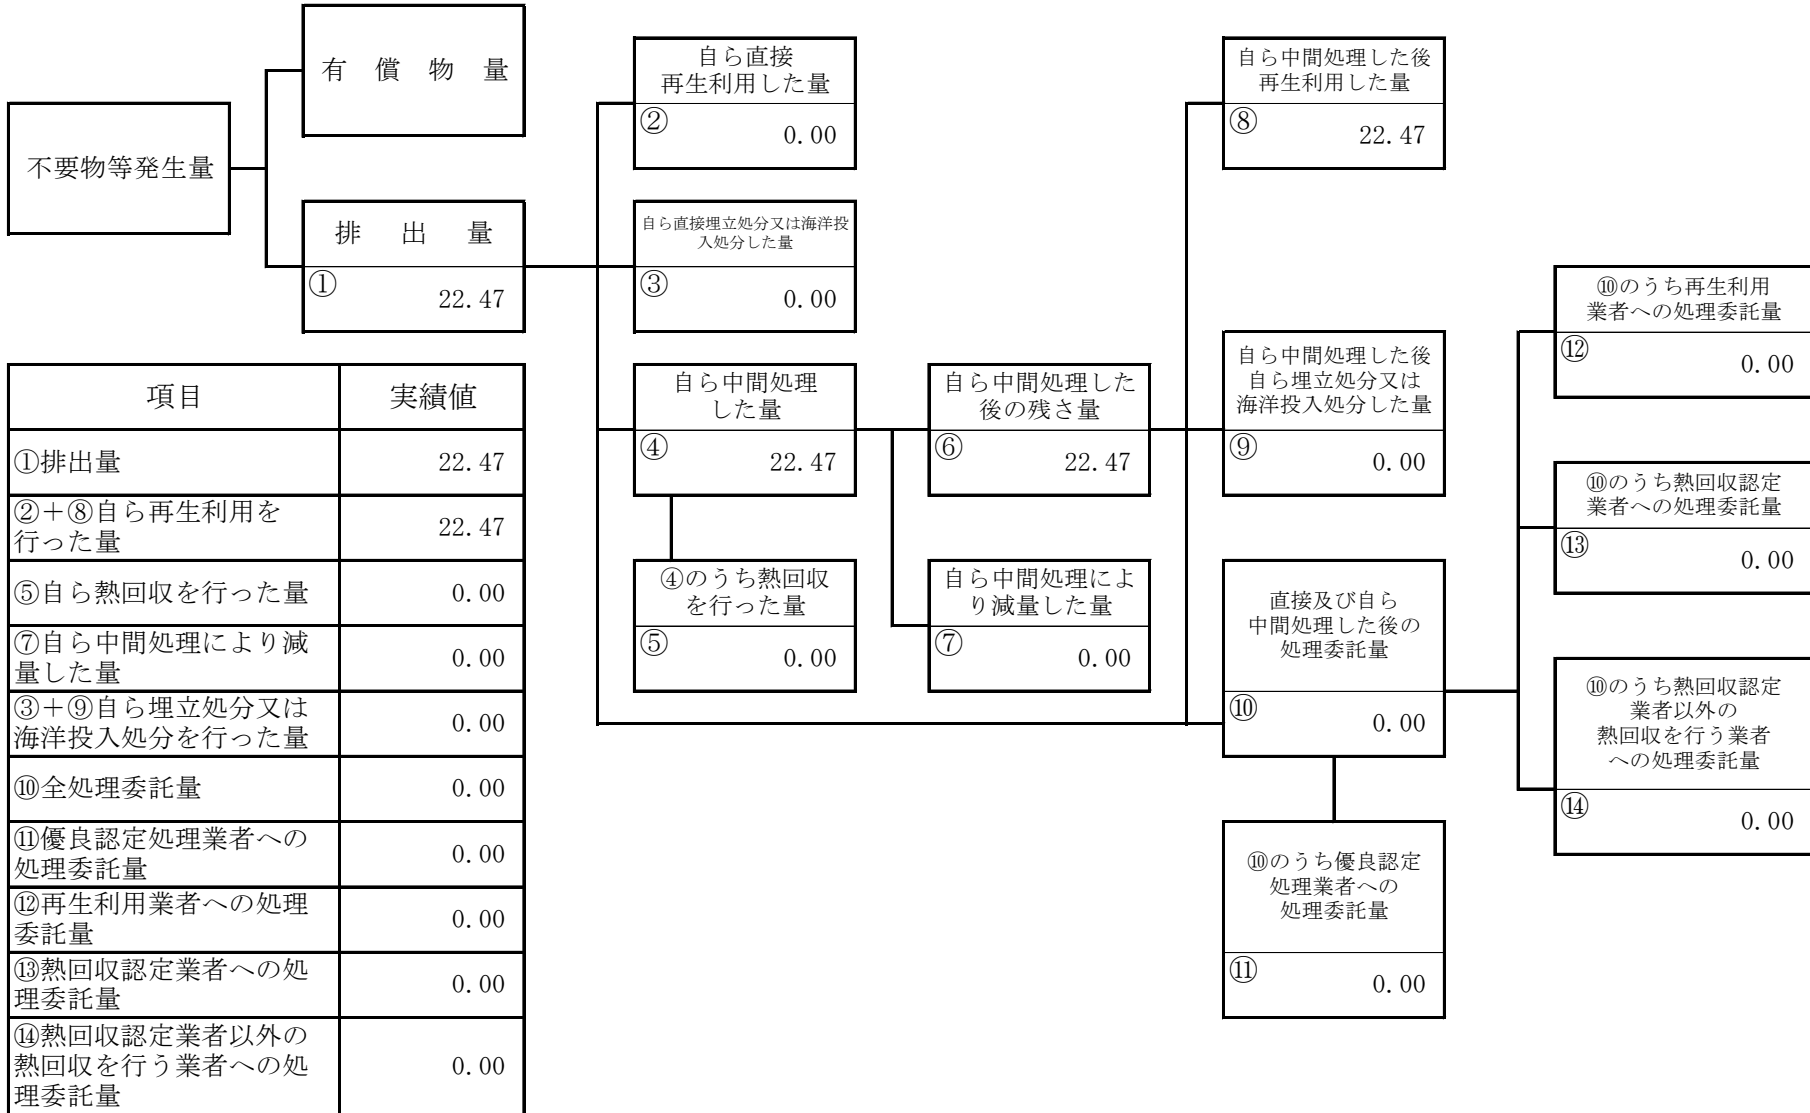 不要物等発生量
有償物量
排出量
①
22.47
自ら直接
再生利用した量
②
0.00
自ら直接埋立処分又は海洋投
入処分した量
③
0.00
自ら中間処理
した量
④
22.47
④のうち熱回収
を行った量
⑤
0.00
自ら中間処理した
後の残さ量
⑥
22.47
自ら中間処理によ
り減量した量
⑦
0.00
自ら中間処理した後
再生利用した量
⑧
22.47
自ら中間処理した後
自ら埋立処分又は
海洋投入処分した量
⑨
0.00
直接及び自ら
中間処理した後の
処理委託量
⑩
0.00
⑩のうち優良認定
処理業者への
処理委託量
⑪
0.00
⑩のうち再生利用
業者への処理委託量
⑫
0.00
⑩のうち熱回収認定
業者への処理委託量
⑬
0.00
⑩のうち熱回収認定
業者以外の
熱回収を行う業者
への処理委託量
⑭
0.00
項目 実績値
①排出量 22.47
②＋⑧自ら再生利用を
行った量 22.47
⑤自ら熱回収を行った量 0.00
⑦自ら中間処理により減
量した量 0.00
③＋⑨自ら埋立処分又は
海洋投入処分を行った量 0.00
⑩全処理委託量 0.00
⑪優良認定処理業者への
処理委託量 0.00
⑫再生利用業者への処理
委託量 0.00
⑬熱回収認定業者への処
理委託量 0.00
⑭熱回収認定業者以外の
熱回収を行う業者への処
理委託量 0.00